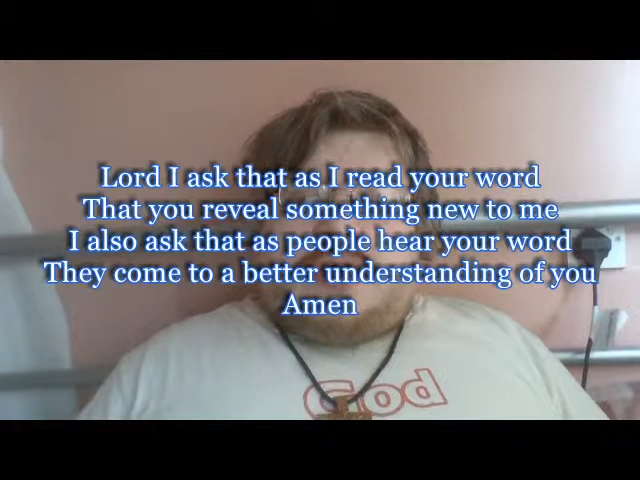 Lord I ask that as I read your word
That you reveal something new to me
I also ask that as people hear your word
They come to a better understanding of you
Amen
God